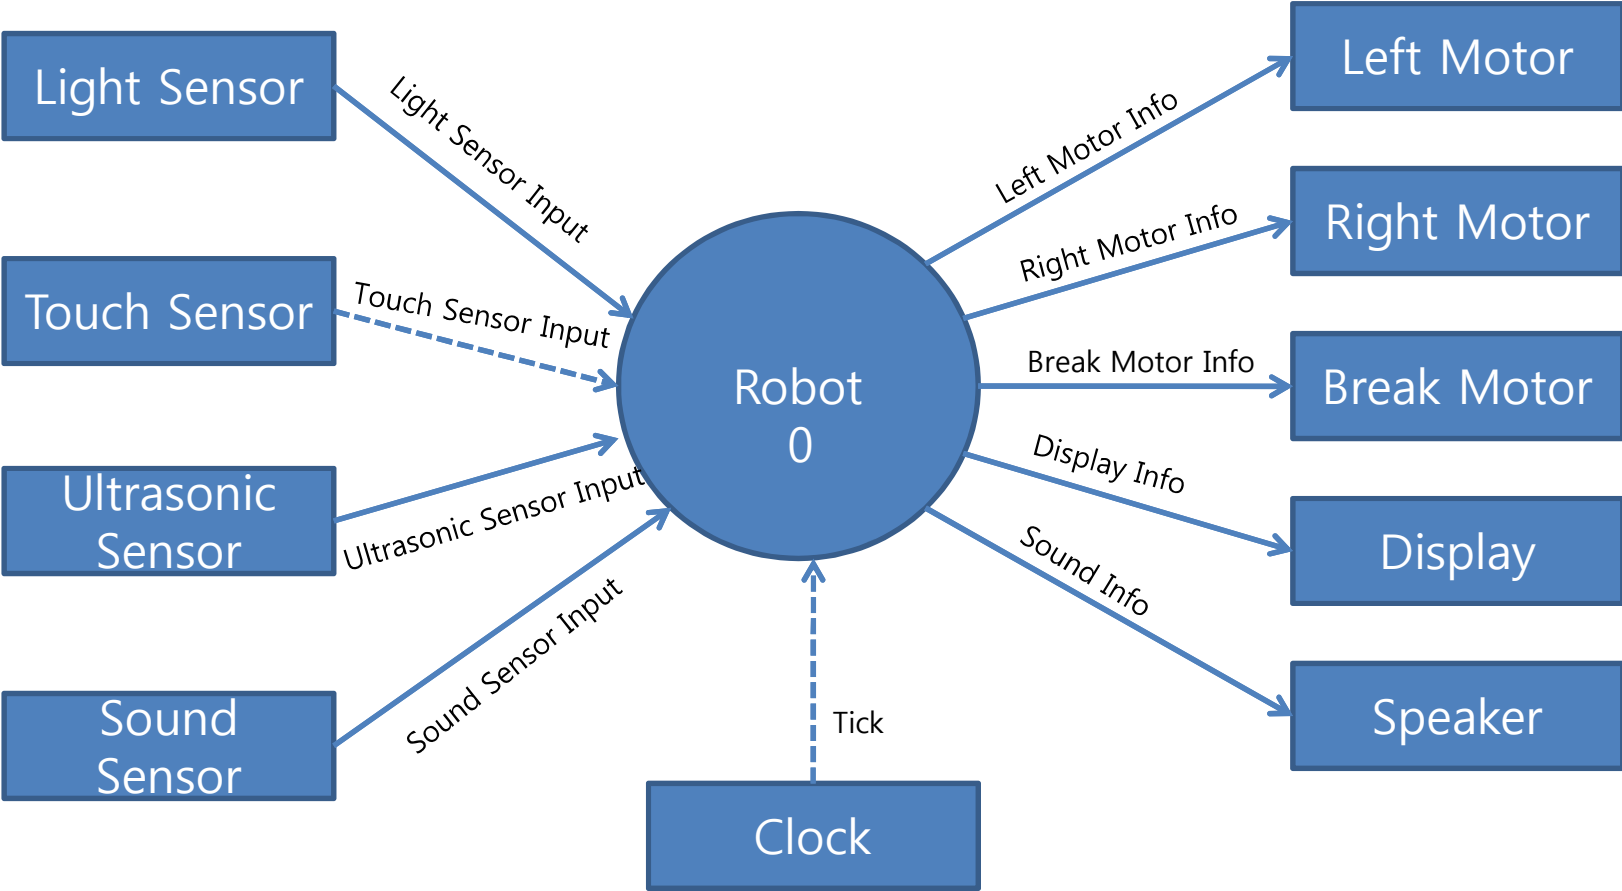 Light Sensor
Touch Sensor
Ultrasonic
Sensor
Sound
Sensor
Light Sensor Input
Touch Sensor Input
Ultrasonic Sensor Input
Sound Sensor Input
Robot
0
Tick
Clock
Left Motor Info
Right Motor Info
Break Motor Info
Display Info
Sound Info
Left Motor
Right Motor
Break Motor
Display
Speaker